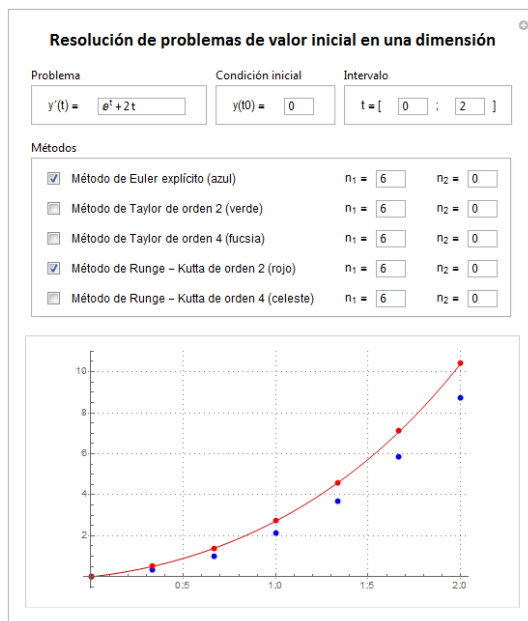 Resolución de problemas de valor inicial en una dimensión
Problema Condición inicial Intervalo
y´(t) = e^t + 2 t y(t0) = 0 t = [ 0 ; 2 ]
Métodos
Método de Euler explícito (azul) n₁ = 6 n₂ = 0
Método de Taylor de orden 2 (verde) n₁ = 6 n₂ = 0
Método de Taylor de orden 4 (fucsia) n₁ = 6 n₂ = 0
Método de Runge – Kutta de orden 2 (rojo) n₁ = 6 n₂ = 0
Método de Runge – Kutta de orden 4 (celeste) n₁ = 6 n₂ = 0
10
8
6
4
2
0.5 1.0 1.5 2.0